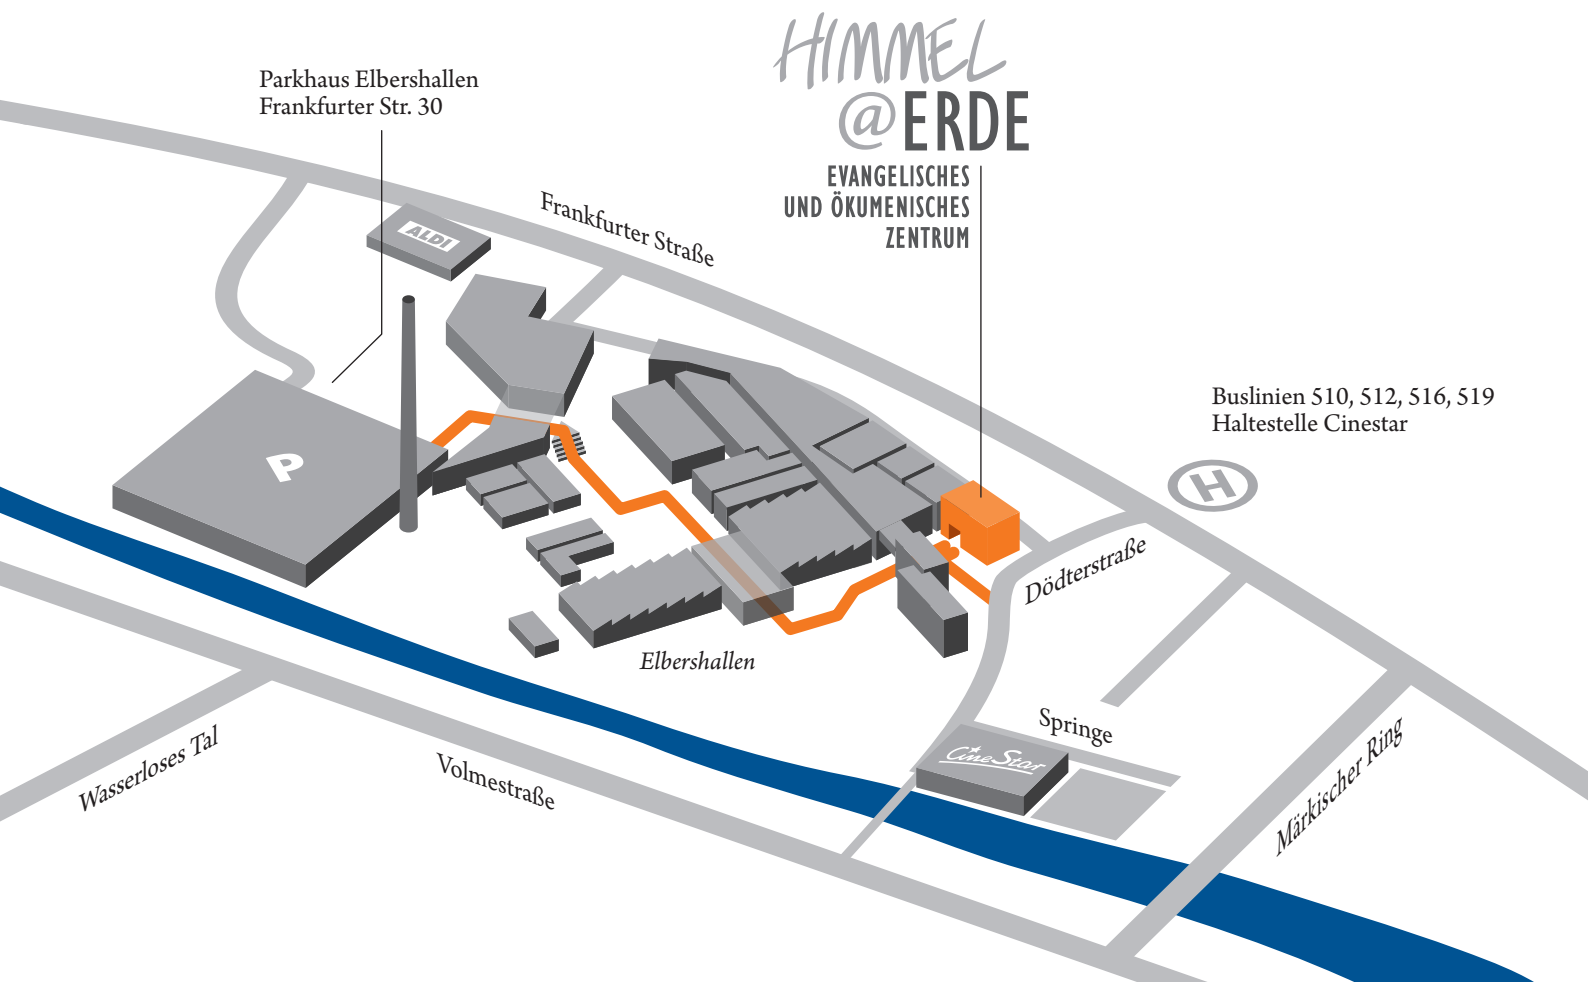 HIMMEL
@ERDE
EVANGELISCHES
UND ÖKUMENISCHES
ZENTRUM
Parkhaus Elbershallen
Frankfurter Str. 30
Frankfurter Straße
ALDI
Buslinien 510, 512, 516, 519
Haltestelle Cinestar
H
P
Dödterstraße
Elbershallen
Springe
CineStar
Märkischer Ring
Wasserloses Tal
Volmestraße